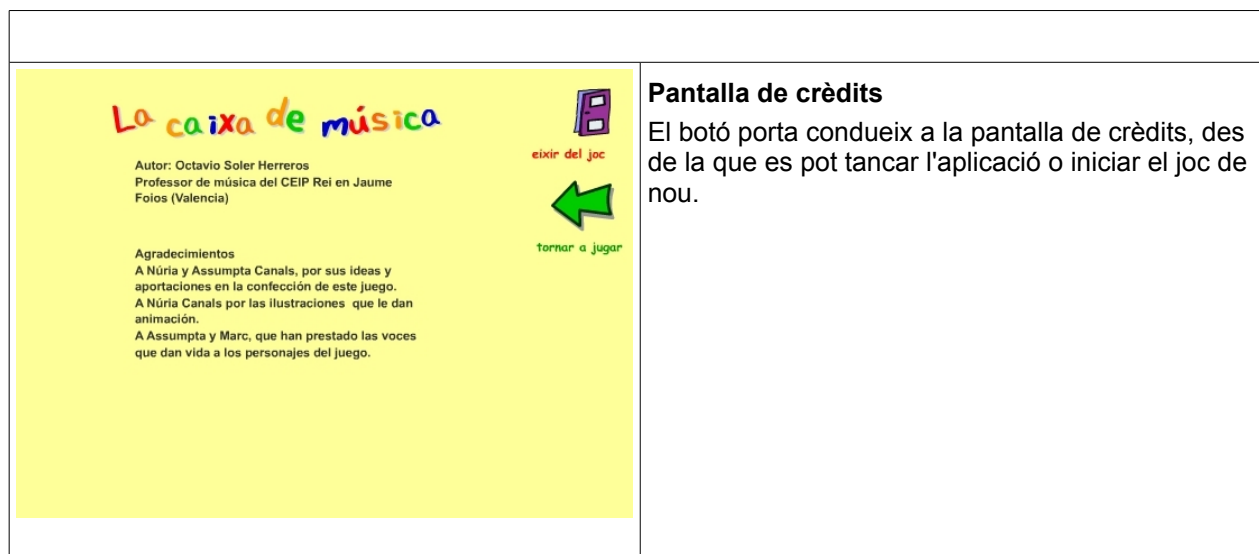 La caixa de música
eixir del joc
Autor: Octavio Soler Herreros
Professor de música del CEIP Rei en Jaume
Foios (Valencia)
tornar a jugar
Agradecimientos
A Núria y Assumpta Canals, por sus ideas y
aportaciones en la confección de este juego.
A Núria Canals por las ilustraciones que le dan
animación.
A Assumpta y Marc, que han prestado las voces
que dan vida a los personajes del juego.
Pantalla de crèdits
El botó porta condueix a la pantalla de crèdits, des
de la que es pot tancar l'aplicació o iniciar el joc de
nou.